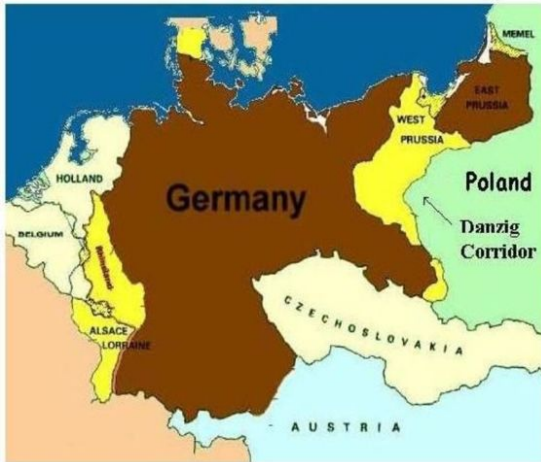 MEMEL
EAST
PRUSSIA
WEST
PRUSSIA
HOLLAND
Poland
Germany
Danzig
Corridor
BELGIUM
Rhineland
ALSACE
LORRAINE
CZECHOSLOVAKIA
AUSTRIA